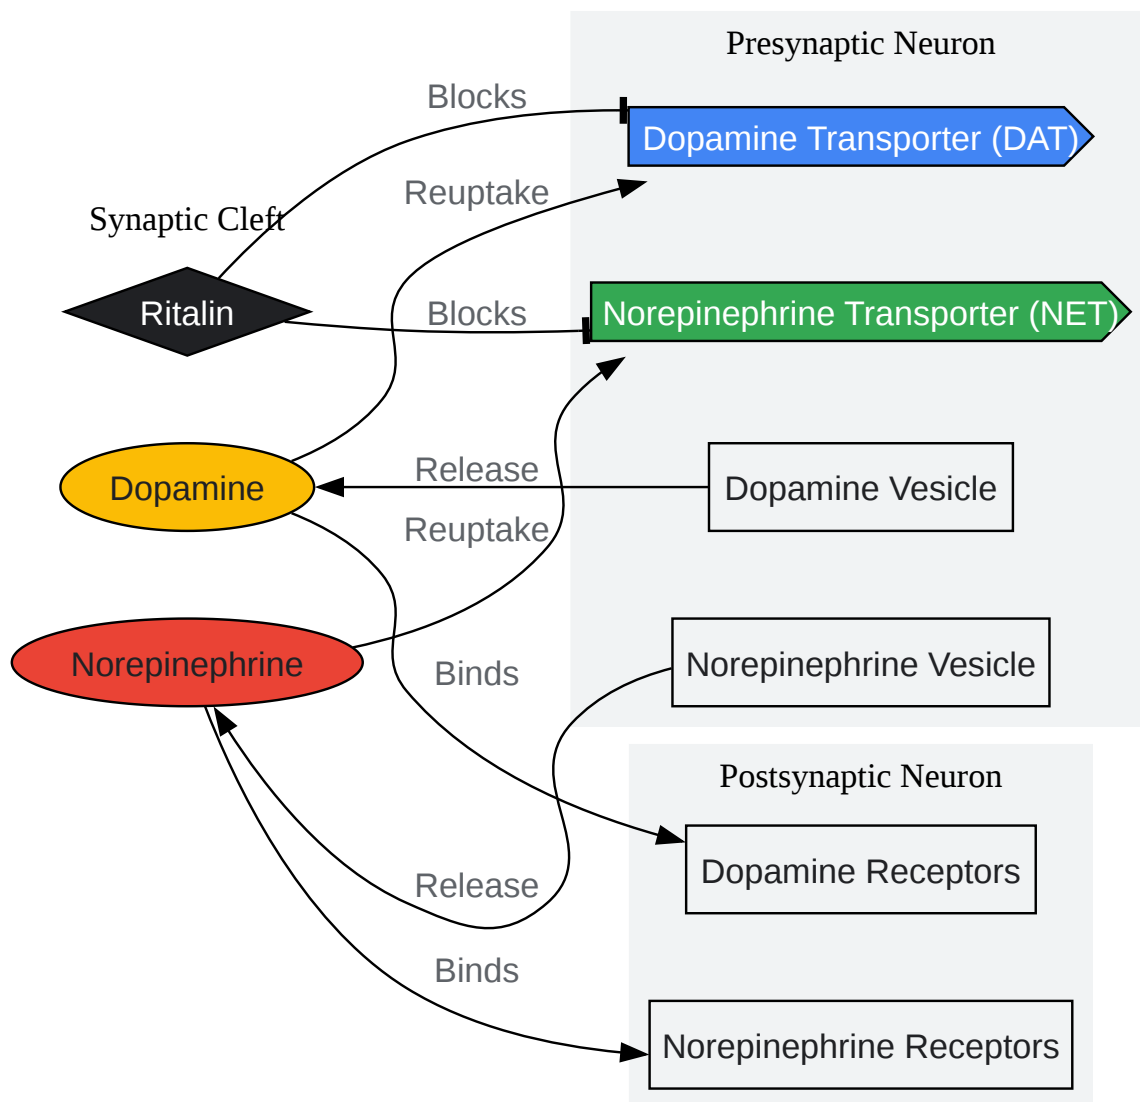 Presynaptic Neuron
Blocks
Dopamine Transporter (DAT)
Reuptake
Synaptic Cleft
Ritalin
Blocks
Norepinephrine Transporter (NET)
Release
Dopamine
Dopamine Vesicle
Reuptake
Norepinephrine
Binds
Norepinephrine Vesicle
Postsynaptic Neuron
Dopamine Receptors
Release
Binds
Norepinephrine Receptors